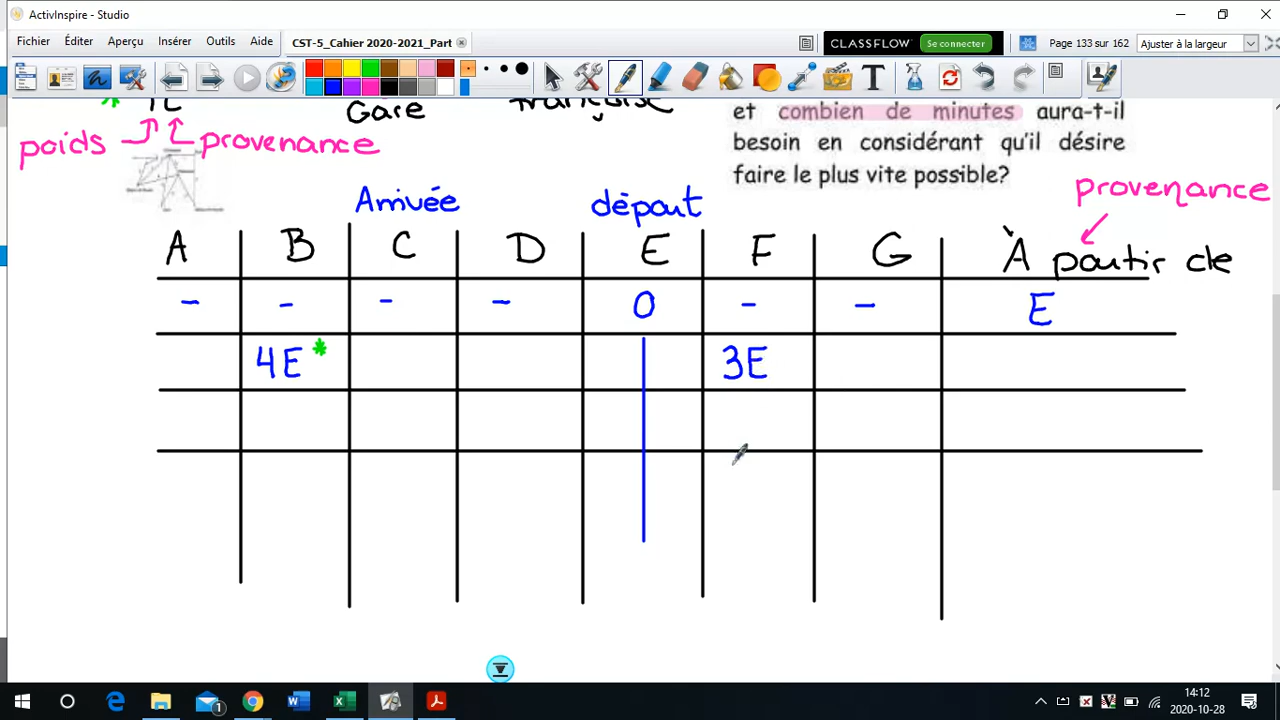 ActivInspire - Studio
Fichier Éditer Aperçu Insérer Outils Aide CST-5_Cahier 2020-2021_Part CLASSFLOW Se connecter Page 133 sur 162 Ajuster à la largeur
* Gare française
et combien de minutes aura-t-il
poids provenance
besoin en considérant qu'il désire
faire le plus vite possible?
provenance
Arrivée départ
A B C D E F G À partir de
- - - - 0 - - E
4E* 3E
1
14:12
2020-10-28